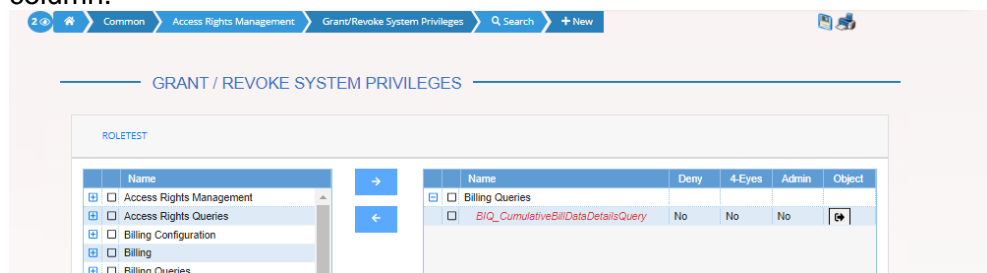 column.
2 Common Access Rights Management Grant/Revoke System Privileges Search + New
GRANT / REVOKE SYSTEM PRIVILEGES
ROLETEST
Name
Access Rights Management
Access Rights Queries
Billing Configuration
Billing
Billing Queries
Name Deny 4-Eyes Admin Object
Billing Queries
BIQ_CumulativeBillDataDetailsQuery No No No